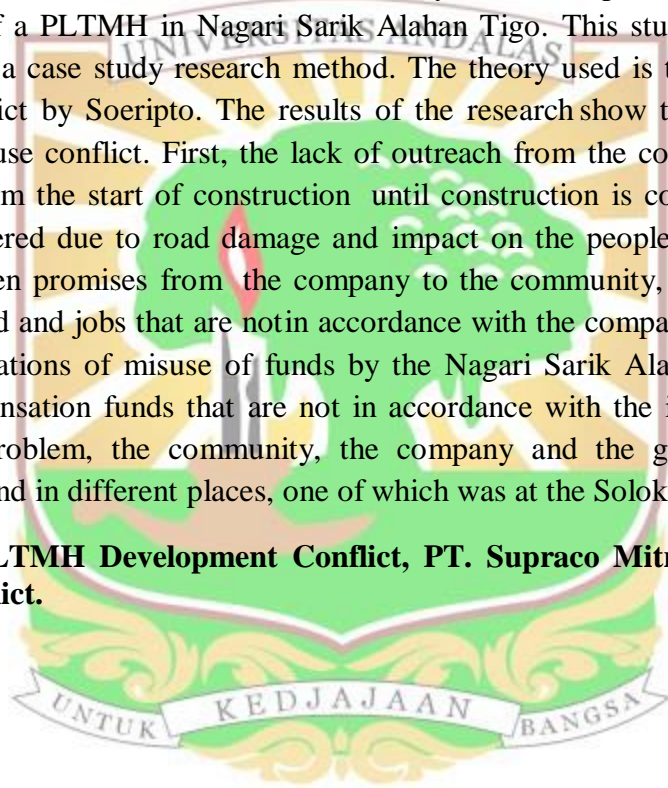 f a PLTMH in Nagari Sarik Alahan Tigo. This stu
UNIVERSITAS ANDALAS
a case study research method. The theory used is t
ict by Soeripto. The results of the research show t
use conflict. First, the lack of outreach from the co
m the start of construction until construction is co
ered due to road damage and impact on the people
en promises from the company to the community,
d and jobs that are notin accordance with the compa
ations of misuse of funds by the Nagari Sarik Ala
ensation funds that are not in accordance with the i
roblem, the community, the company and the g
nd in different places, one of which was at the Solok
LTMH Development Conflict, PT. Supraco Mitr
ict.
UNTUK KEDJAJAAN BANGSA